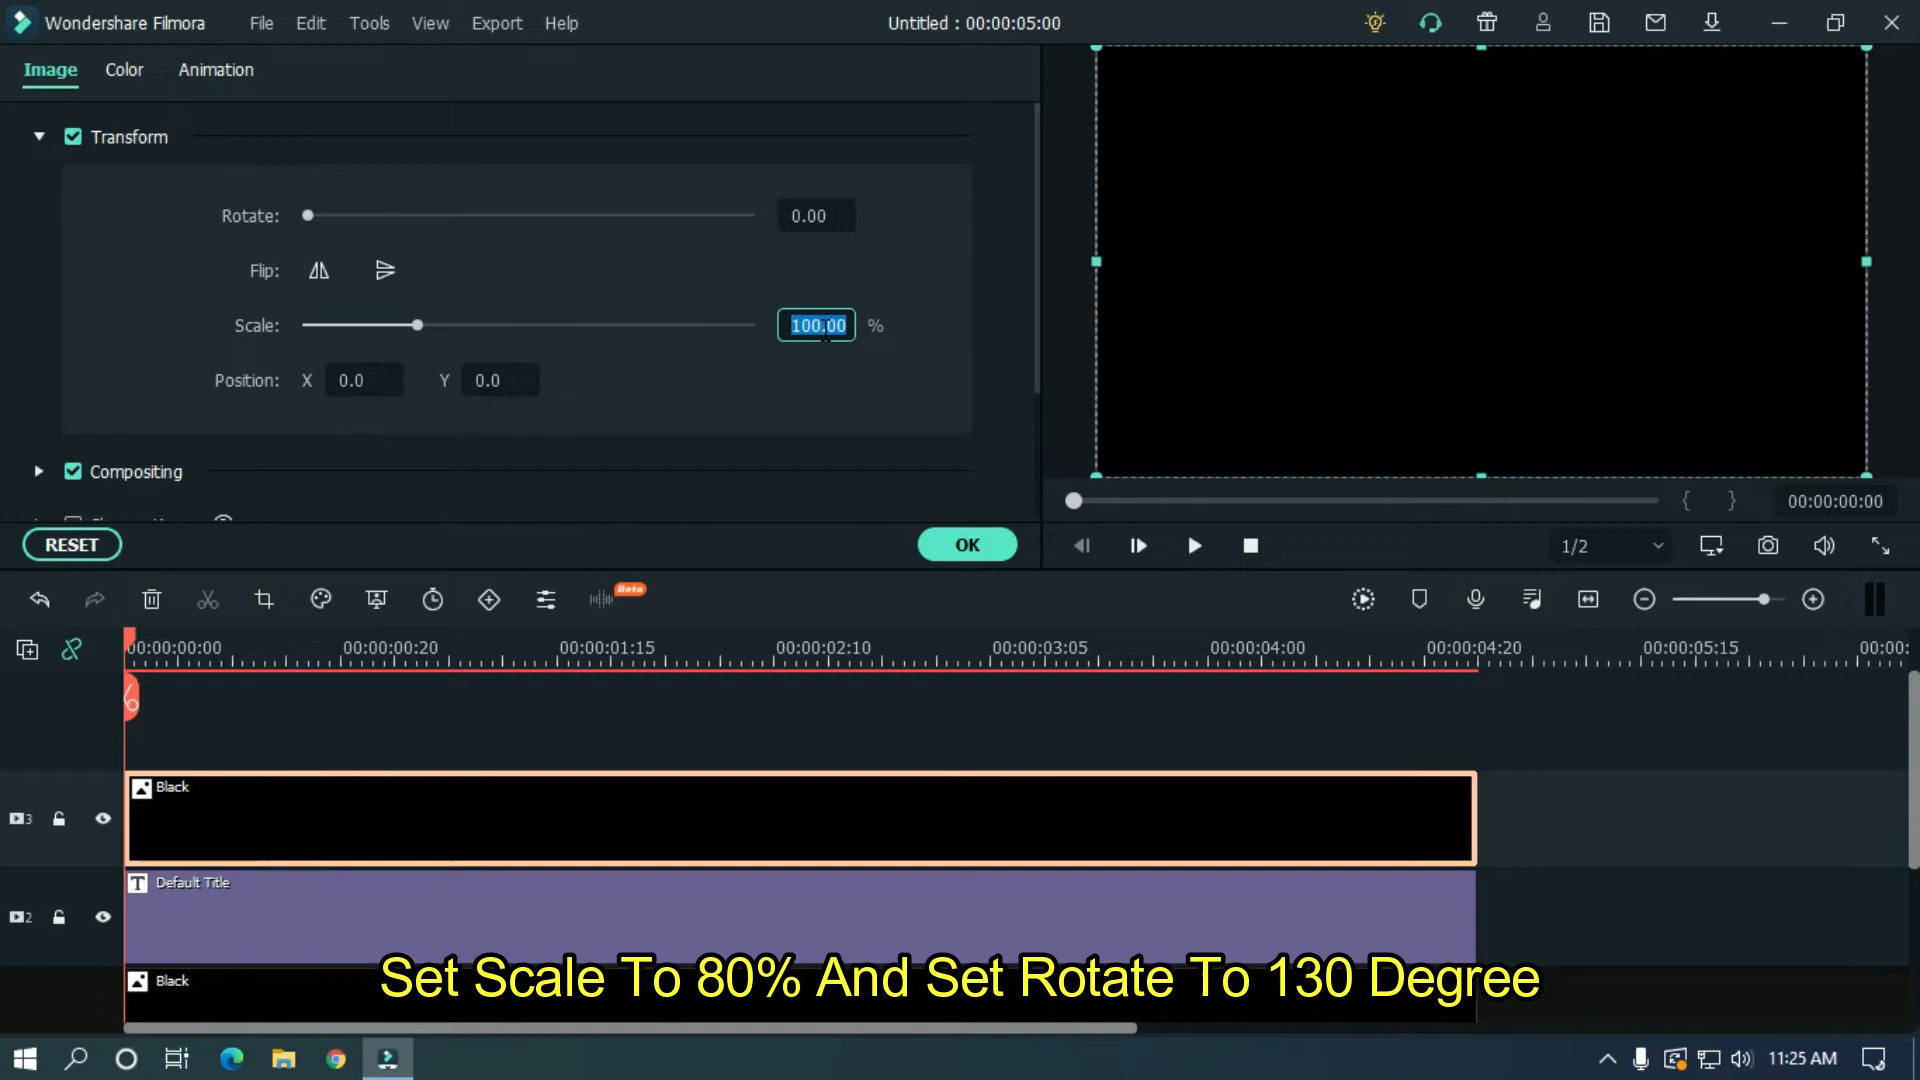 Wondershare Filmora File Edit Tools View Export Help Untitled : 00:00:05:00
Image Color Animation
Transform
Rotate: 0.00
Flip:
Scale: 100.00 %
Position: X 0.0 Y 0.0
Compositing
{ } 00:00:00:00
RESET OK 1/2
Beta
00:00:00:00 00:00:00:20 00:00:01:15 00:00:02:10 00:00:03:05 00:00:04:00 00:00:04:20 00:00:05:15 00:00:
Black
3
T Default Title
2
Black
Set Scale To 80% And Set Rotate To 130 Degree
11:25 AM